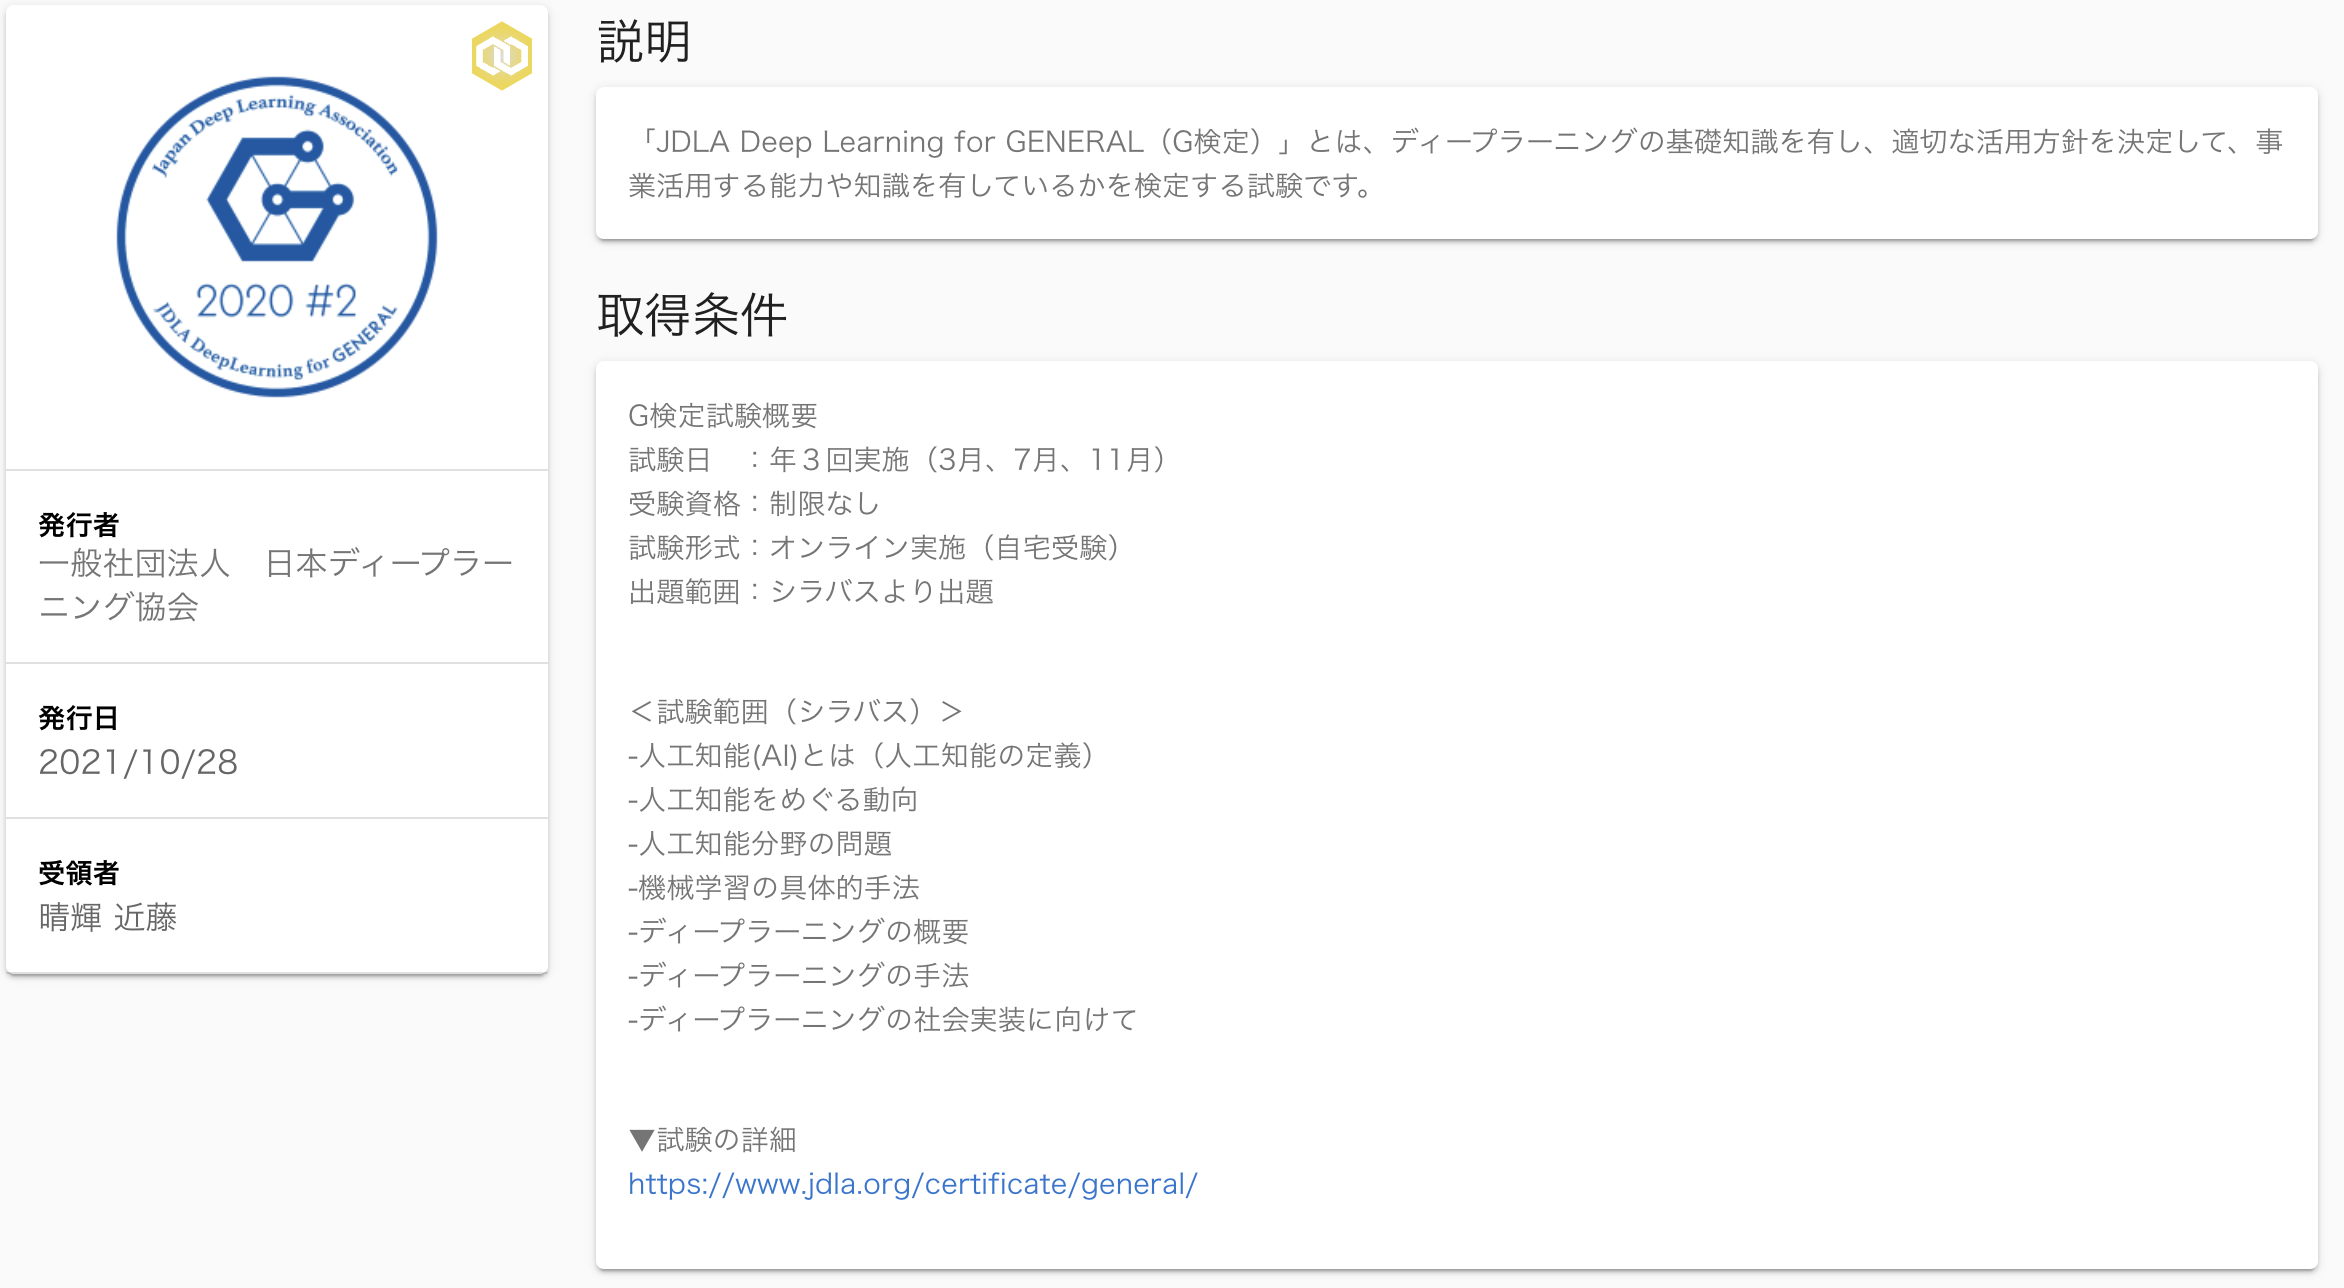 Japan Deep Learning Association
2020 #2
JDLA DeepLearning for GENERAL
発行者
一般社団法人　日本ディープラー
ニング協会
発行日
2021/10/28
受領者
晴輝 近藤
説明
「JDLA Deep Learning for GENERAL（G検定）」とは、ディープラーニングの基礎知識を有し、適切な活用方針を決定して、事
業活用する能力や知識を有しているかを検定する試験です。
取得条件
G検定試験概要
試験日　：年３回実施（3月、7月、11月）
受験資格：制限なし
試験形式：オンライン実施（自宅受験）
出題範囲：シラバスより出題
＜試験範囲（シラバス）＞
-人工知能(AI)とは（人工知能の定義）
-人工知能をめぐる動向
-人工知能分野の問題
-機械学習の具体的手法
-ディープラーニングの概要
-ディープラーニングの手法
-ディープラーニングの社会実装に向けて
▼試験の詳細
https://www.jdla.org/certificate/general/